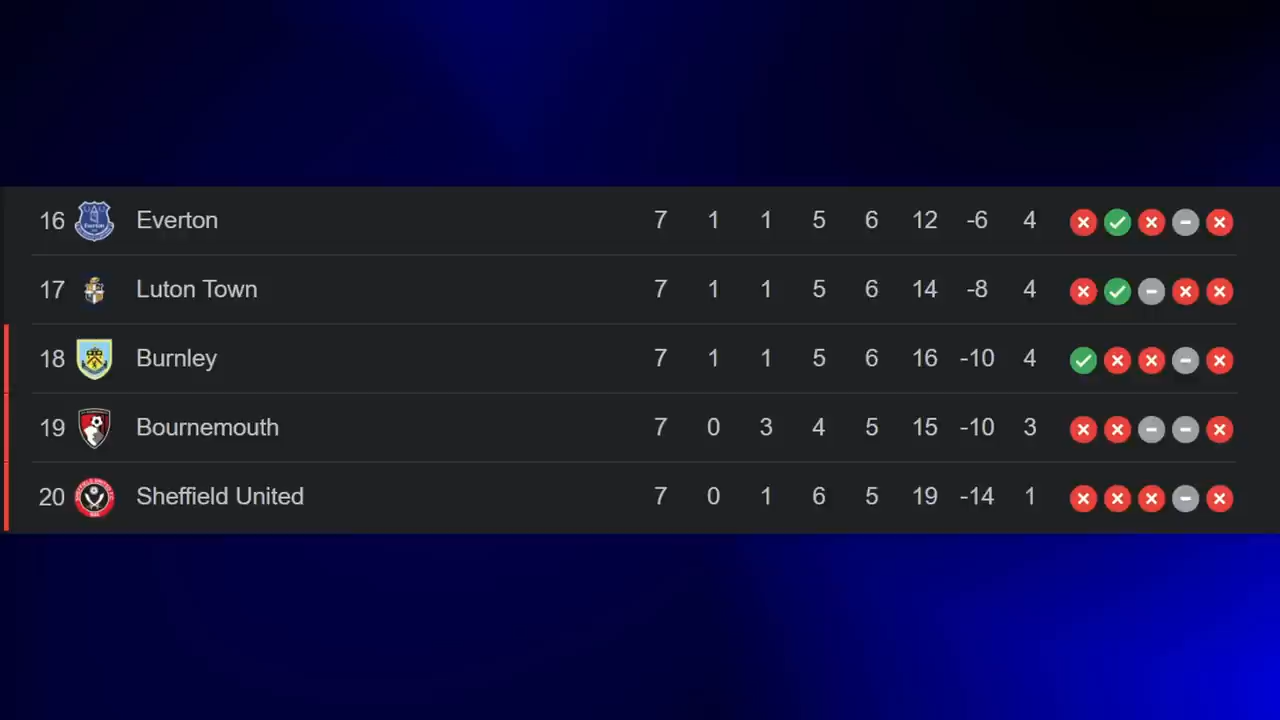 16 Everton 7 1 1 5 6 12 -6 4
17 Luton Town 7 1 1 5 6 14 -8 4
18 Burnley 7 1 1 5 6 16 -10 4
19 Bournemouth 7 0 3 4 5 15 -10 3
20 Sheffield United 7 0 1 6 5 19 -14 1